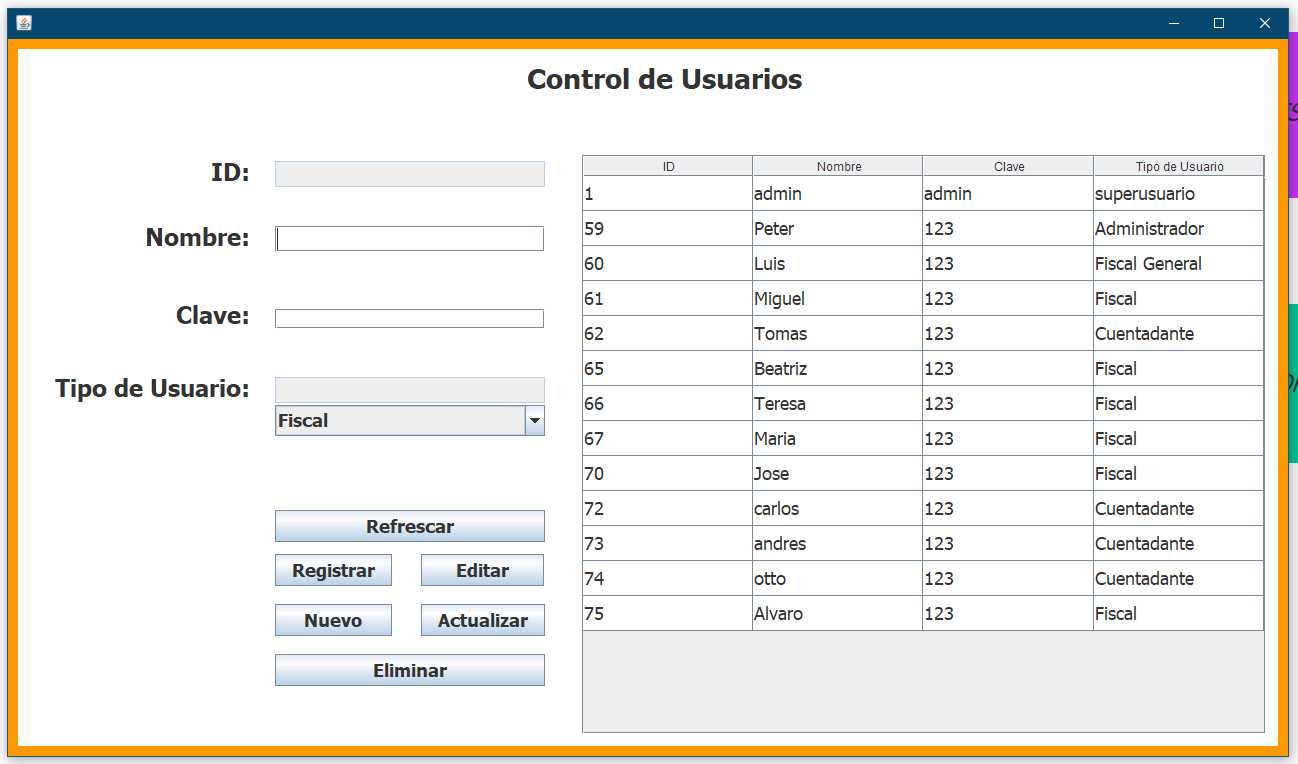 Control de Usuarios
ID:
Nombre:
Clave:
Tipo de Usuario:
Fiscal
Refrescar
Registrar Editar
Nuevo Actualizar
Eliminar
ID Nombre Clave Tipo de Usuario
1 admin admin superusuario
59 Peter 123 Administrador
60 Luis 123 Fiscal General
61 Miguel 123 Fiscal
62 Tomas 123 Cuentadante
65 Beatriz 123 Fiscal
66 Teresa 123 Fiscal
67 Maria 123 Fiscal
70 Jose 123 Fiscal
72 carlos 123 Cuentadante
73 andres 123 Cuentadante
74 otto 123 Cuentadante
75 Alvaro 123 Fiscal